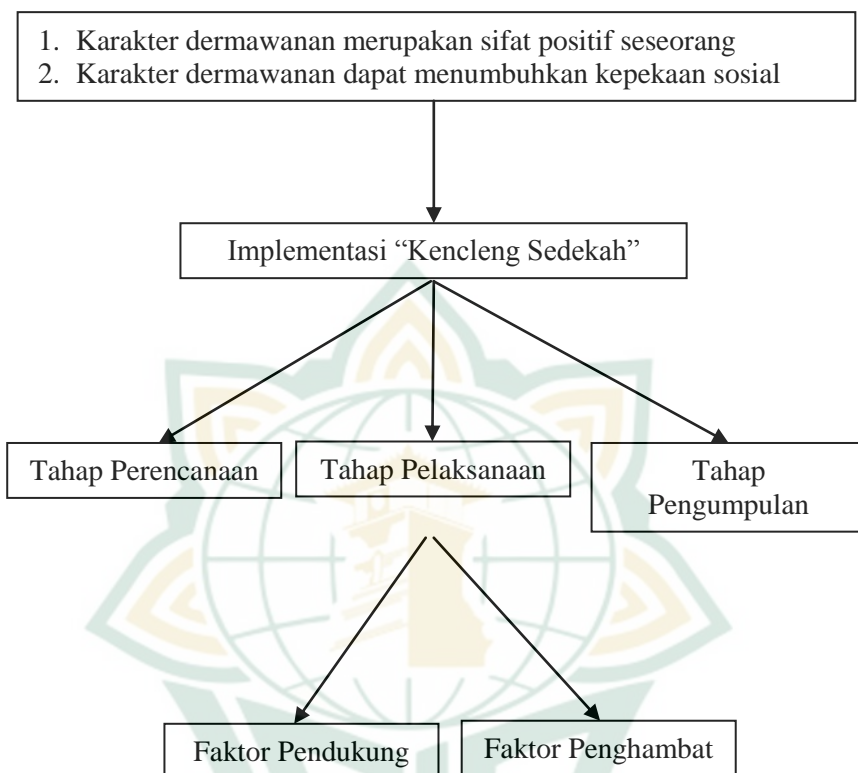 1. Karakter dermawanan merupakan sifat positif seseorang
2. Karakter dermawanan dapat menumbuhkan kepekaan sosial
Implementasi “Kencleng Sedekah”
Tahap Perencanaan
Tahap Pelaksanaan
Tahap
Pengumpulan
Faktor Pendukung
Faktor Penghambat